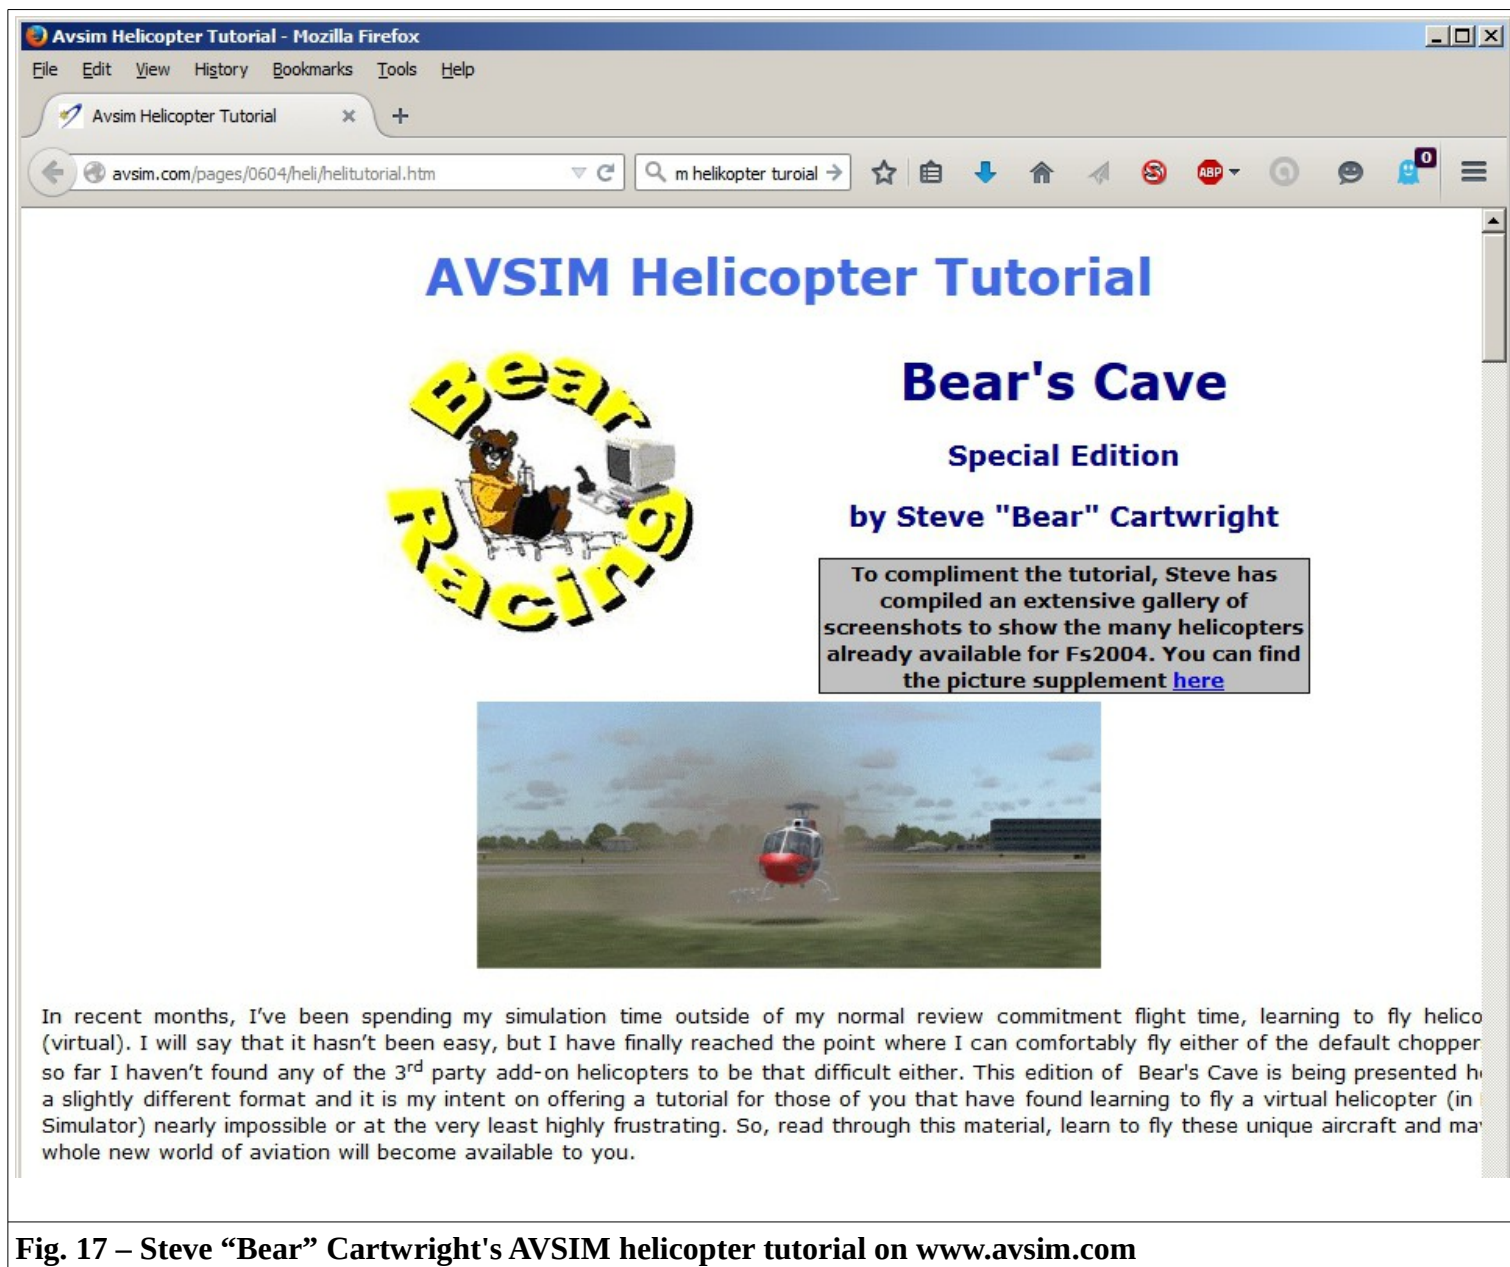 Avsim Helicopter Tutorial - Mozilla Firefox
File Edit View History Bookmarks Tools Help
Avsim Helicopter Tutorial
avsim.com/pages/0604/heli/helitutorial.htm
m helikopter turoial
ABP
0
AVSIM Helicopter Tutorial
Bear Racing
Bear's Cave
Special Edition
by Steve "Bear" Cartwright
To compliment the tutorial, Steve has
compiled an extensive gallery of
screenshots to show the many helicopters
already available for Fs2004. You can find
the picture supplement here
In recent months, I've been spending my simulation time outside of my normal review commitment flight time, learning to fly helico
(virtual). I will say that it hasn't been easy, but I have finally reached the point where I can comfortably fly either of the default chopper
so far I haven't found any of the 3rd party add-on helicopters to be that difficult either. This edition of Bear's Cave is being presented h
a slightly different format and it is my intent on offering a tutorial for those of you that have found learning to fly a virtual helicopter (in
Simulator) nearly impossible or at the very least highly frustrating. So, read through this material, learn to fly these unique aircraft and ma
whole new world of aviation will become available to you.
Fig. 17 – Steve “Bear” Cartwright's AVSIM helicopter tutorial on www.avsim.com